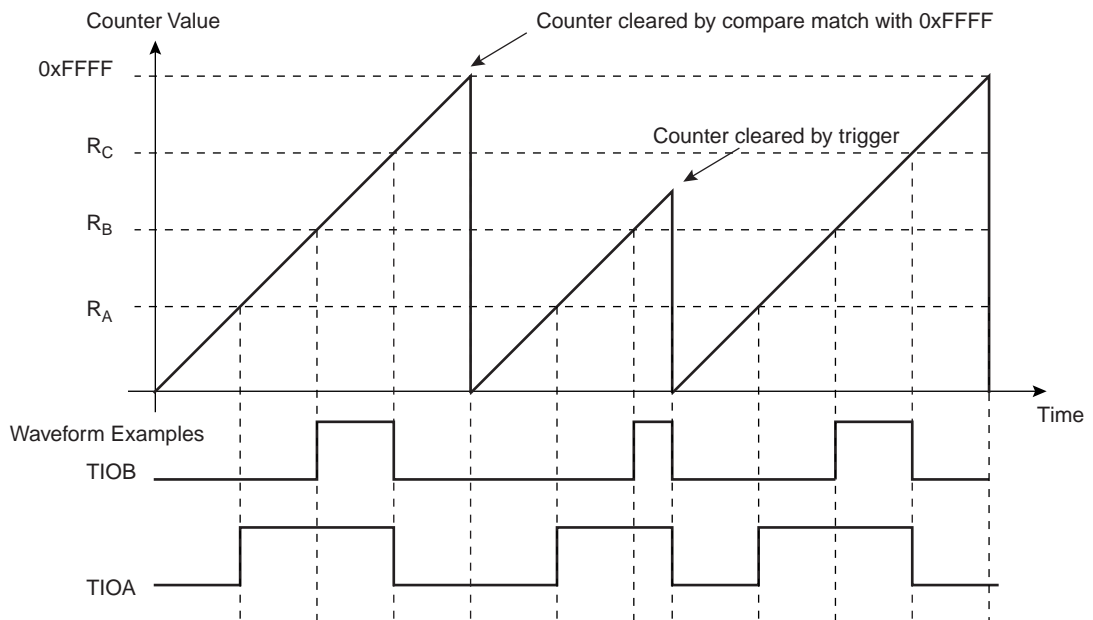 Counter Value
Counter cleared by compare match with 0xFFFF
0xFFFF
RC
Counter cleared by trigger
RB
RA
Time
Waveform Examples
TIOB
TIOA